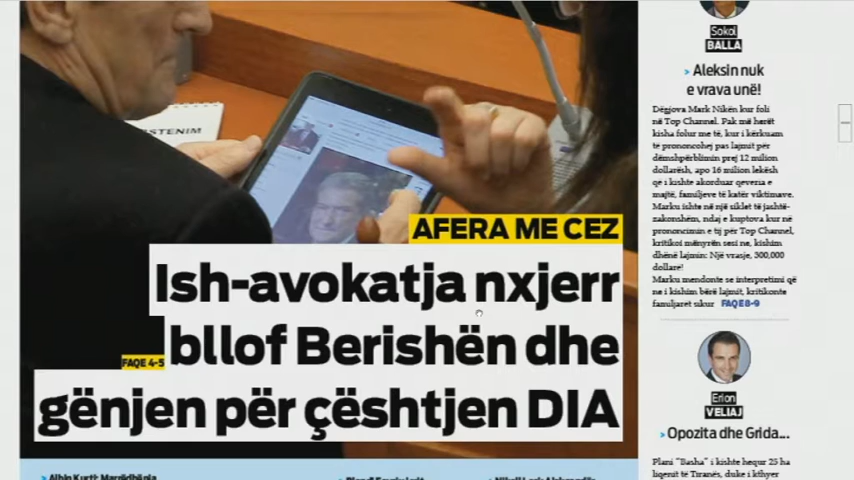 STENIM
AFERA ME CEZ
Ish-avokatja nxjerr
bllof Berishën dhe
FAQE 4-5
gënjen për çështjen DIA
Sokol
BALLA
> Aleksin nuk
e vrava unë!
Dëgjova Mark Nikën kur foli
në Top Channel. Pak më herët
kisha folur me të, kur i kërkuam
të prononcohej pas lajmit për
dëmshpërblimin prej 12 milion
dollarësh, apo 16 milion lekësh
që i kishte akorduar qeveria e
majtë, familjeve të katër viktimave.
Marku ishte në një siklet të jashtë-
zakonshëm, ndaj e kuptova kur në
prononcimin e tij për Top Channel,
kritikoi mënyrën sesi ne, kishim
dhënë lajmin: Një vrasje, 300,000
dollarë!
Marku mendonte se interpretimi që
ne i kishim bërë lajmit, kritikonte
familjarët sikur FAQE 8-9
Erion
VELIAJ
> Opozita dhe Grida...
Plani "Basha" i kishte hequr 25 ha
liqenit të Tiranës, duke i kthyer
> Albin Kurti: